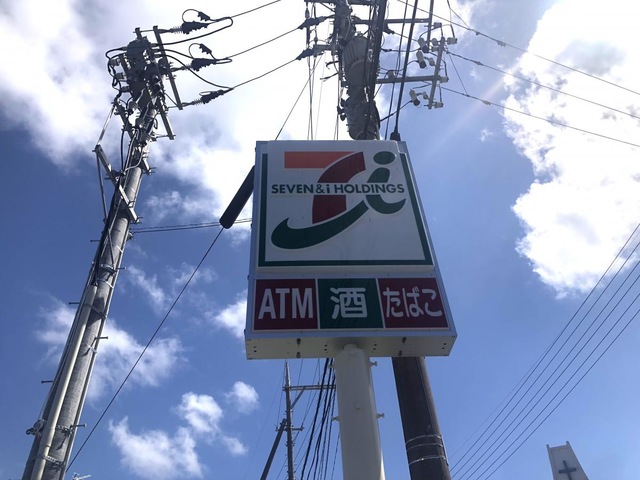 SEVEN&i HOLDINGS
ATM 酒 たばこ